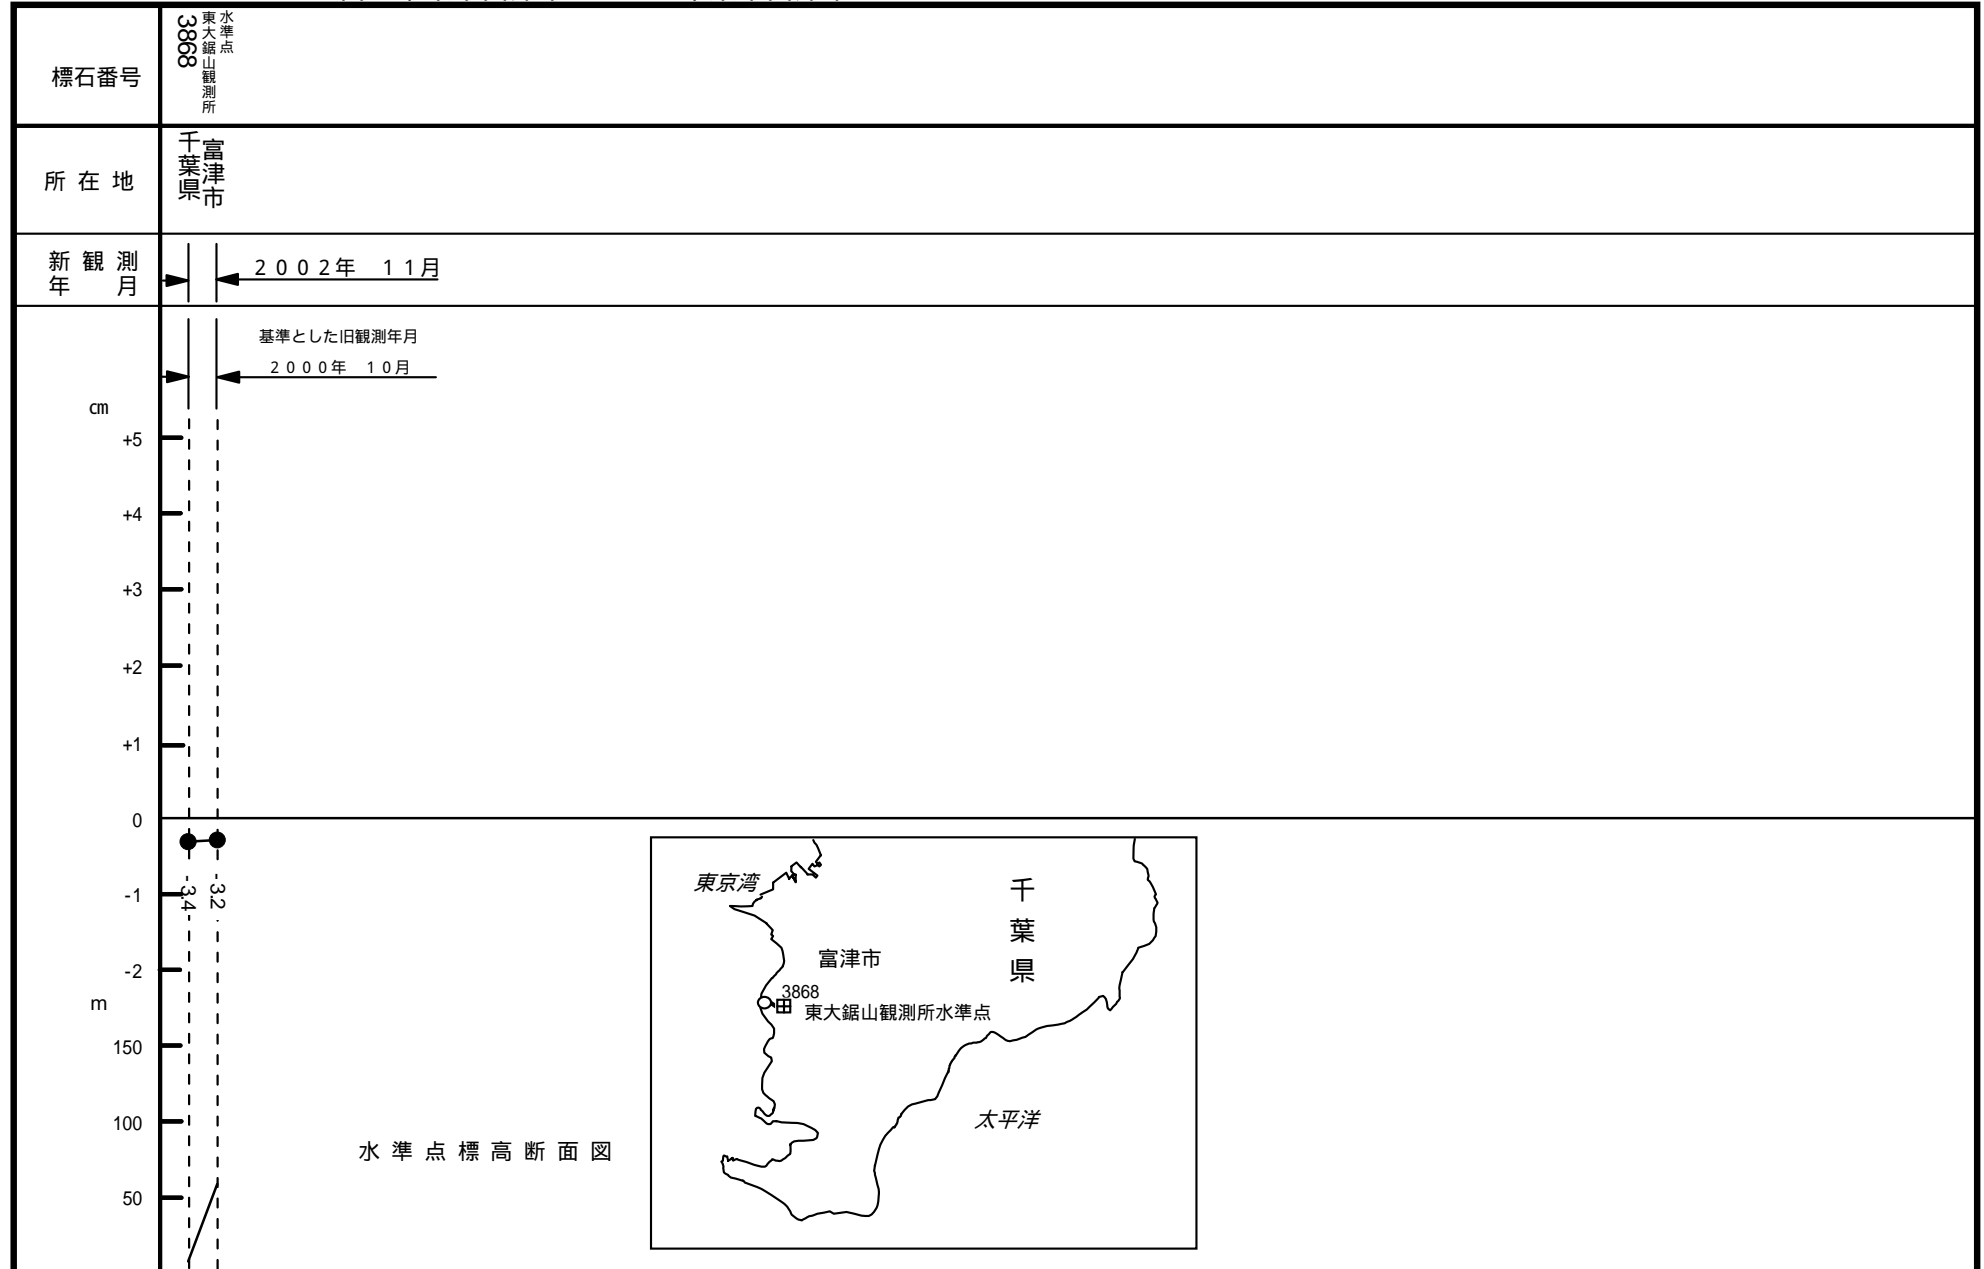 標石番号
3868
東大鋸山観測所
水準点
所在地
千葉県
富津市
新観測
年 月
2002年 11月
基準とした旧観測年月
2000年 10月
cm
+5
+4
+3
+2
+1
0
-1
-2
-3.4
-3.2
m
150
100
50
水準点標高断面図
東京湾
千葉県
富津市
3868
東大鋸山観測所水準点
太平洋